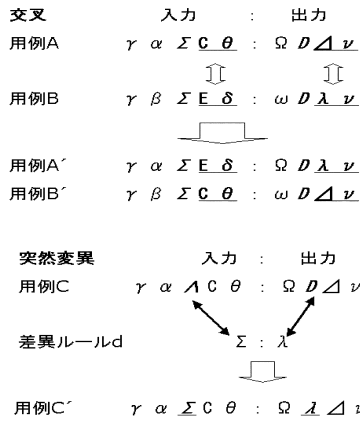 交叉 入力 : 出力
用例A γ α Σ C θ : Ω D Δ ν
用例B γ β Σ E δ : ω D λ ν
用例A´ γ α Σ E δ : Ω D λ ν
用例B´ γ β Σ C θ : ω D Δ ν
突然変異 入力 : 出力
用例C γ α Λ C θ : Ω D Δ ν
差異ルールd Σ : λ
用例C´ γ α Σ C θ : Ω λ Δ ν